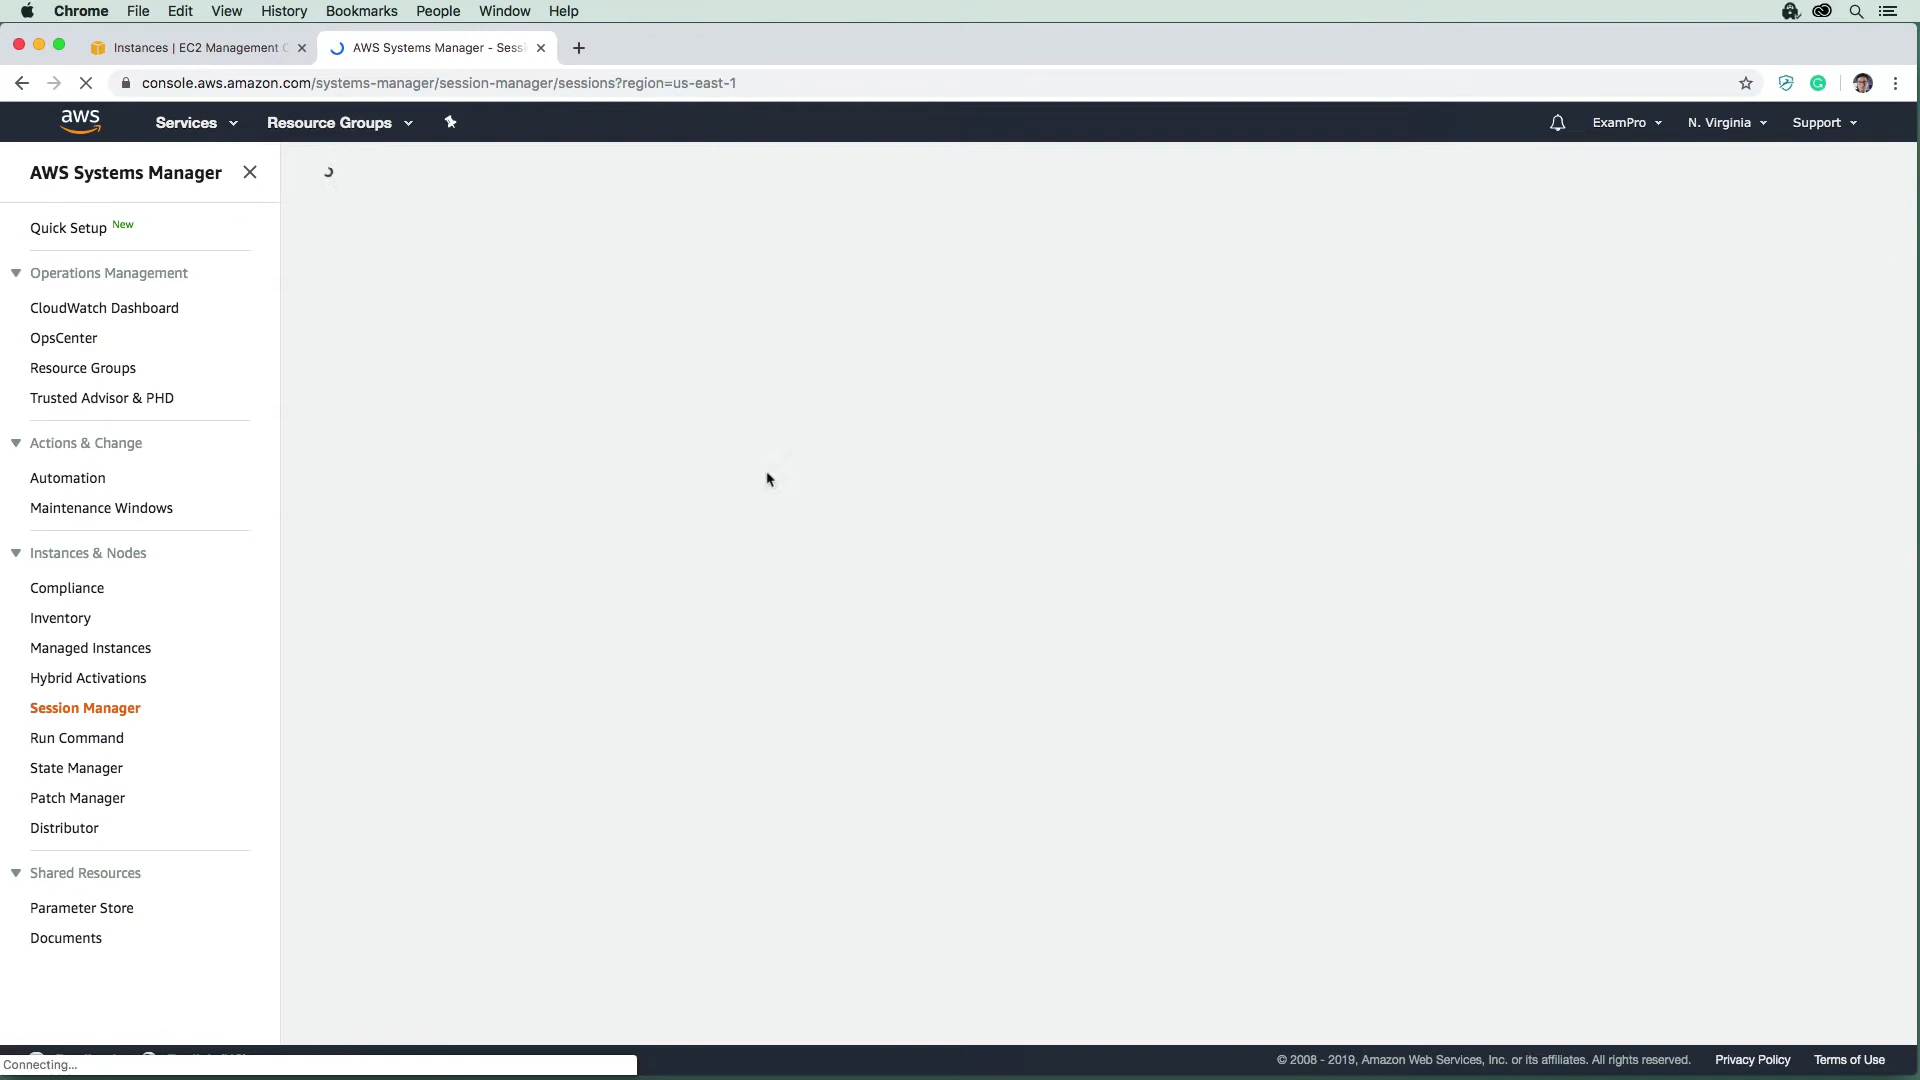 Chrome File Edit View History Bookmarks People Window Help
Instances | EC2 Management C
AWS Systems Manager - Sess
console.aws.amazon.com/systems-manager/session-manager/sessions?region=us-east-1
aws Services Resource Groups ExamPro N. Virginia Support
AWS Systems Manager
Quick Setup New
Operations Management
CloudWatch Dashboard
OpsCenter
Resource Groups
Trusted Advisor & PHD
Actions & Change
Automation
Maintenance Windows
Instances & Nodes
Compliance
Inventory
Managed Instances
Hybrid Activations
Session Manager
Run Command
State Manager
Patch Manager
Distributor
Shared Resources
Parameter Store
Documents
Connecting...
© 2008 - 2019, Amazon Web Services, Inc. or its affiliates. All rights reserved. Privacy Policy Terms of Use